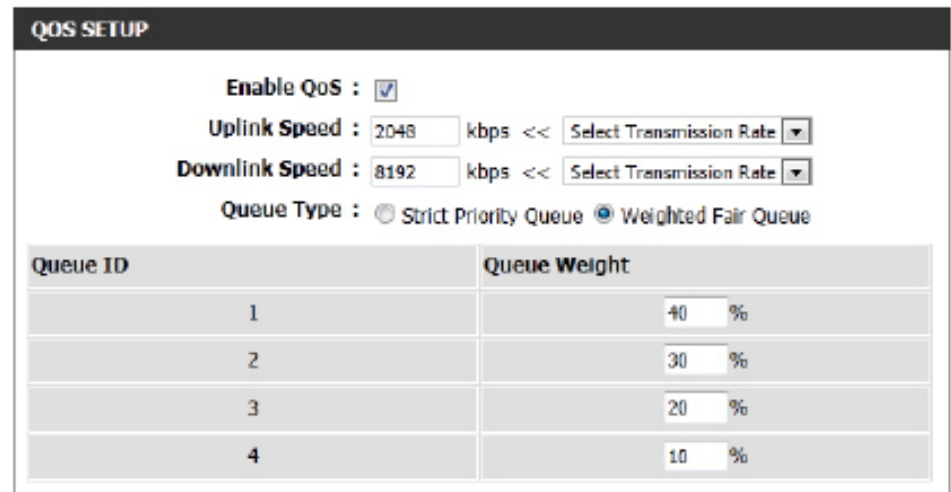 QOS SETUP
Enable QoS :
Uplink Speed : 2048 kbps << Select Transmission Rate
Downlink Speed : 8192 kbps << Select Transmission Rate
Queue Type : Strict Priority Queue Weighted Fair Queue
Queue ID Queue Weight
1 40 %
2 30 %
3 20 %
4 10 %